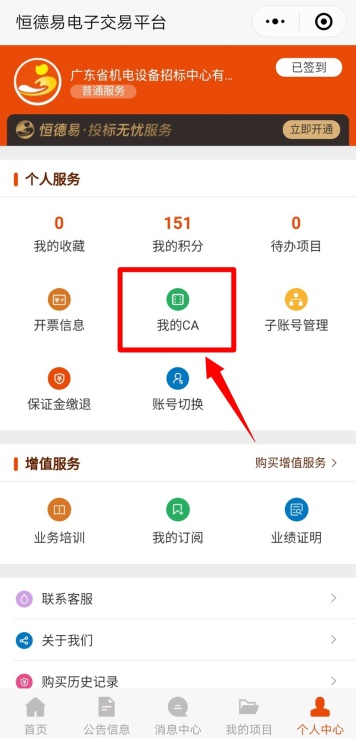 恒德易电子交易平台
广东省机电设备招标中心有...
已签到
普通服务
恒德易·投标无忧服务
立即开通
个人服务
0
151
0
我的收藏
我的积分
待办项目
开票信息
我的CA
子账号管理
保证金缴退
账号切换
增值服务
购买增值服务
业务培训
我的订阅
业绩证明
联系客服
关于我们
购买历史记录
首页
公告信息
消息中心
我的项目
个人中心